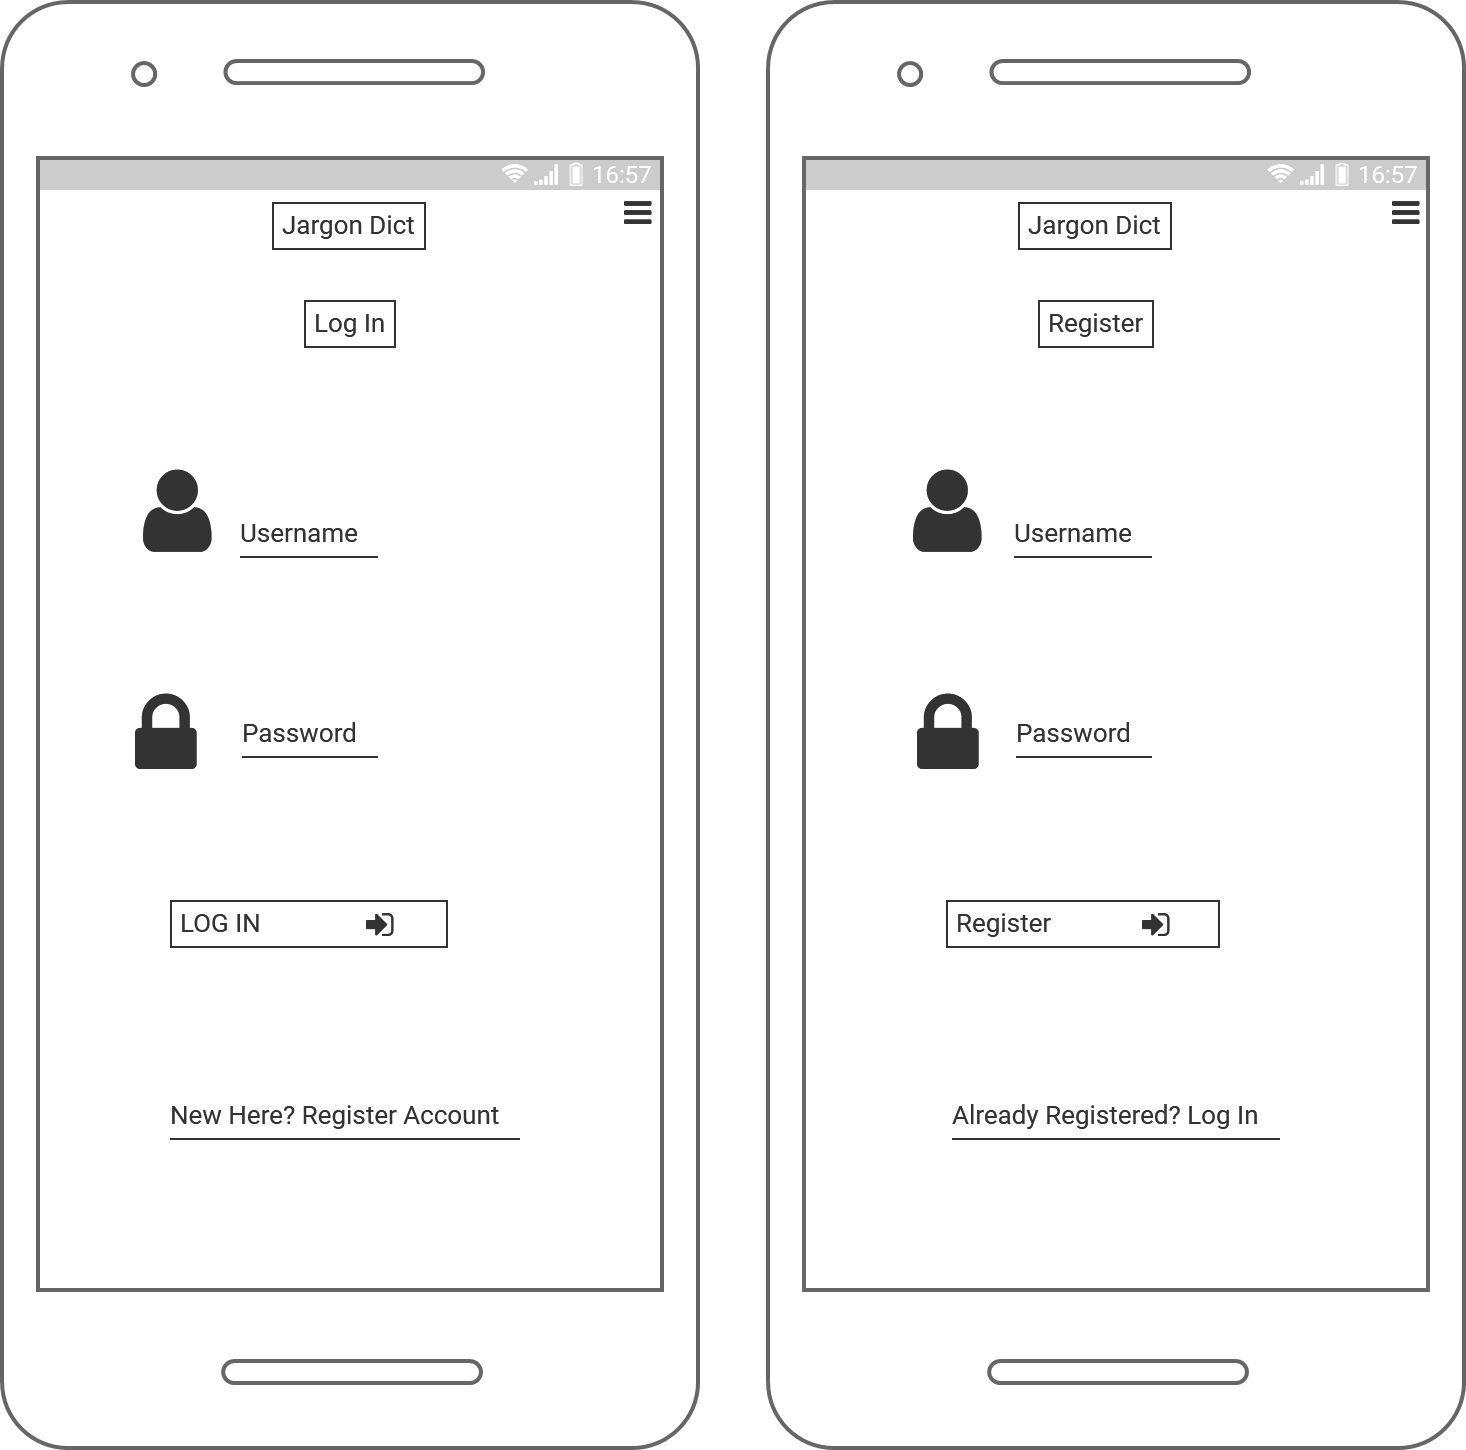 16:57
Jargon Dict
Log In
Username
Password
LOG IN
New Here? Register Account
16:57
Jargon Dict
Register
Username
Password
Register
Already Registered? Log In